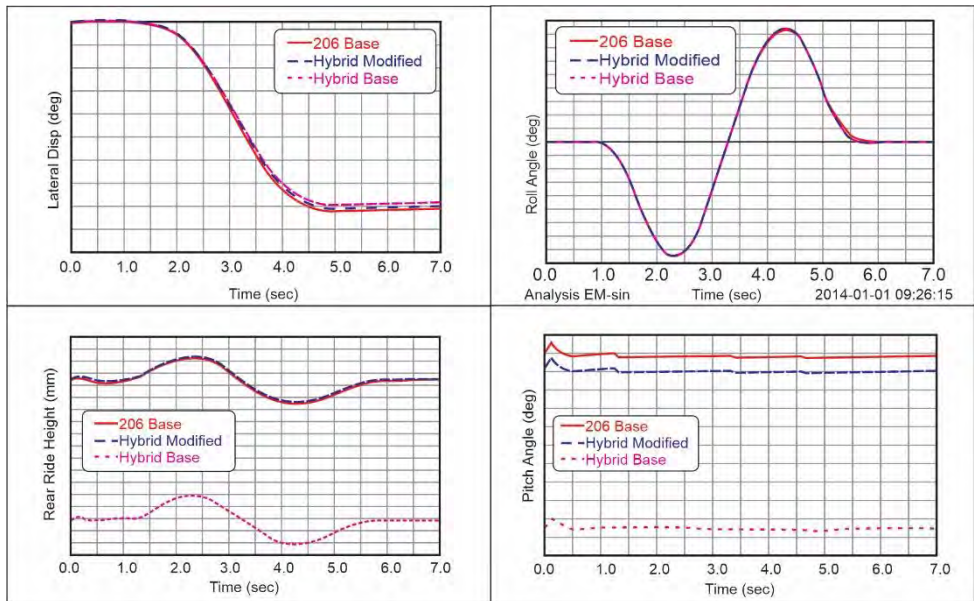 206 Base
Hybrid Modified
Hybrid Base
Lateral Disp (deg)
0.0 1.0 2.0 3.0 4.0 5.0 6.0 7.0
Time (sec)
206 Base
Hybrid Modified
Hybrid Base
Roll Angle (deg)
0.0 1.0 2.0 3.0 4.0 5.0 6.0 7.0
Analysis EM-sin Time (sec) 2014-01-01 09:26:15
206 Base
Hybrid Modified
Hybrid Base
Rear Ride Height (mm)
0.0 1.0 2.0 3.0 4.0 5.0 6.0 7.0
Time (sec)
206 Base
Hybrid Modified
Hybrid Base
Pitch Angle (deg)
0.0 1.0 2.0 3.0 4.0 5.0 6.0 7.0
Time (sec)